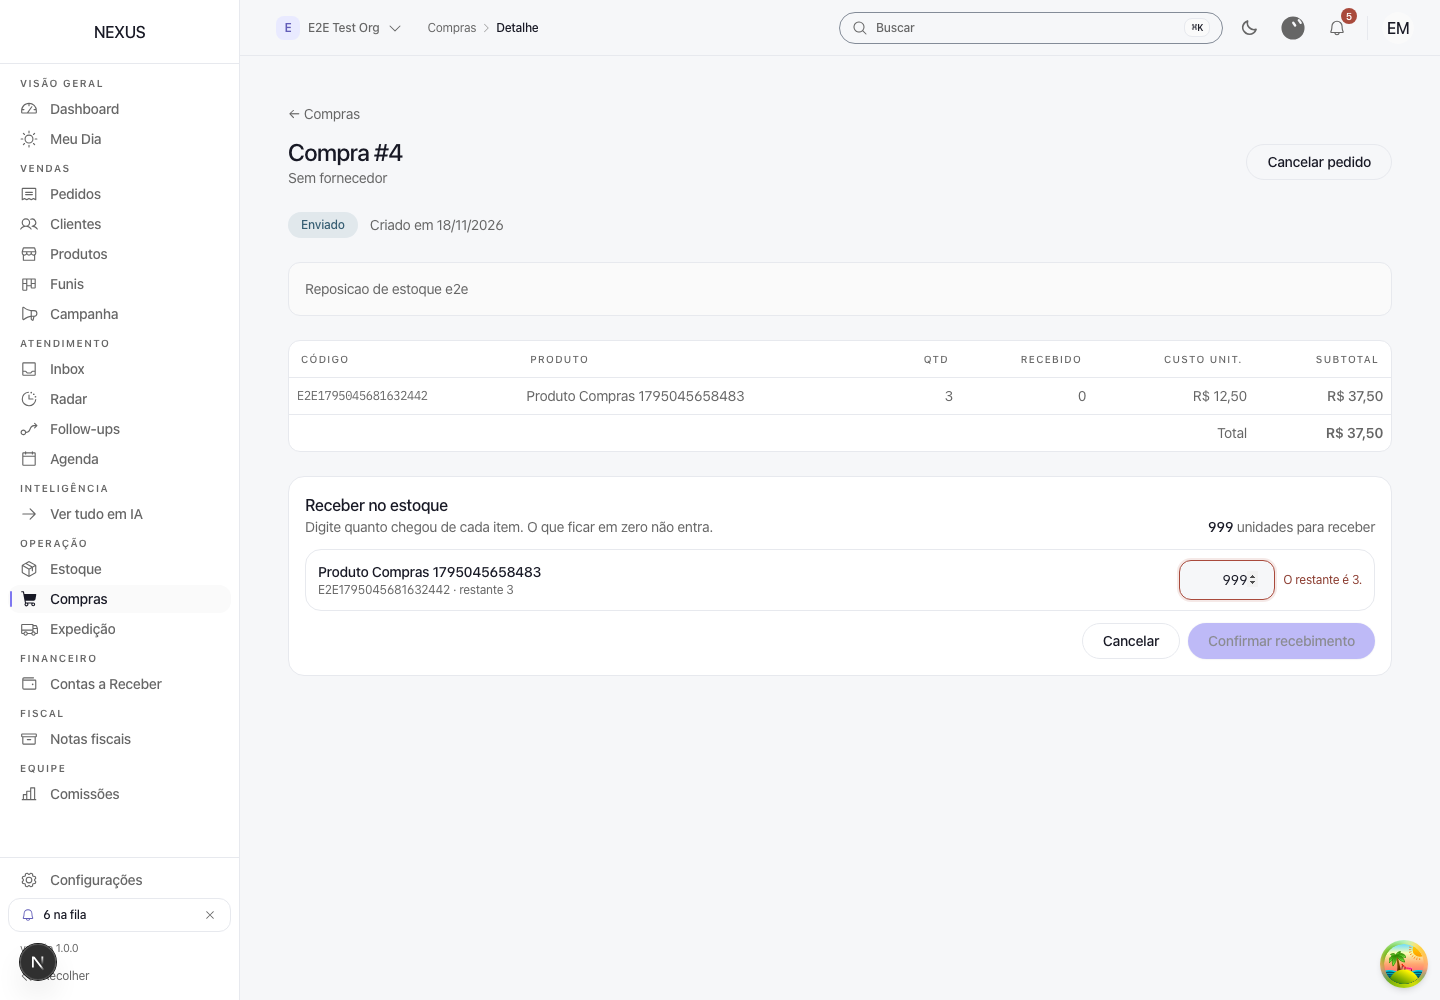 NEXUS
VISÃO GERAL
Dashboard
Meu Dia
VENDAS
Pedidos
Clientes
Produtos
Funis
Campanha
ATENDIMENTO
Inbox
Radar
Follow-ups
Agenda
INTELIGÊNCIA
Ver tudo em IA
OPERAÇÃO
Estoque
Compras
Expedição
FINANCEIRO
Contas a Receber
FISCAL
Notas fiscais
EQUIPE
Comissões
Configurações
6 na fila
1.0.0
N
E E2E Test Org
Compras > Detalhe
Buscar ⌘K
5
EM
← Compras
Compra #4
Sem fornecedor
Cancelar pedido
Enviado Criado em 18/11/2026
Reposicao de estoque e2e
CÓDIGO PRODUTO QTD RECEBIDO CUSTO UNIT. SUBTOTAL
E2E1795045681632442 Produto Compras 1795045658483 3 0 R$ 12,50 R$ 37,50
Total R$ 37,50
Receber no estoque
Digite quanto chegou de cada item. O que ficar em zero não entra. 999 unidades para receber
Produto Compras 1795045658483
E2E1795045681632442 · restante 3
999 O restante é 3.
Cancelar Confirmar recebimento